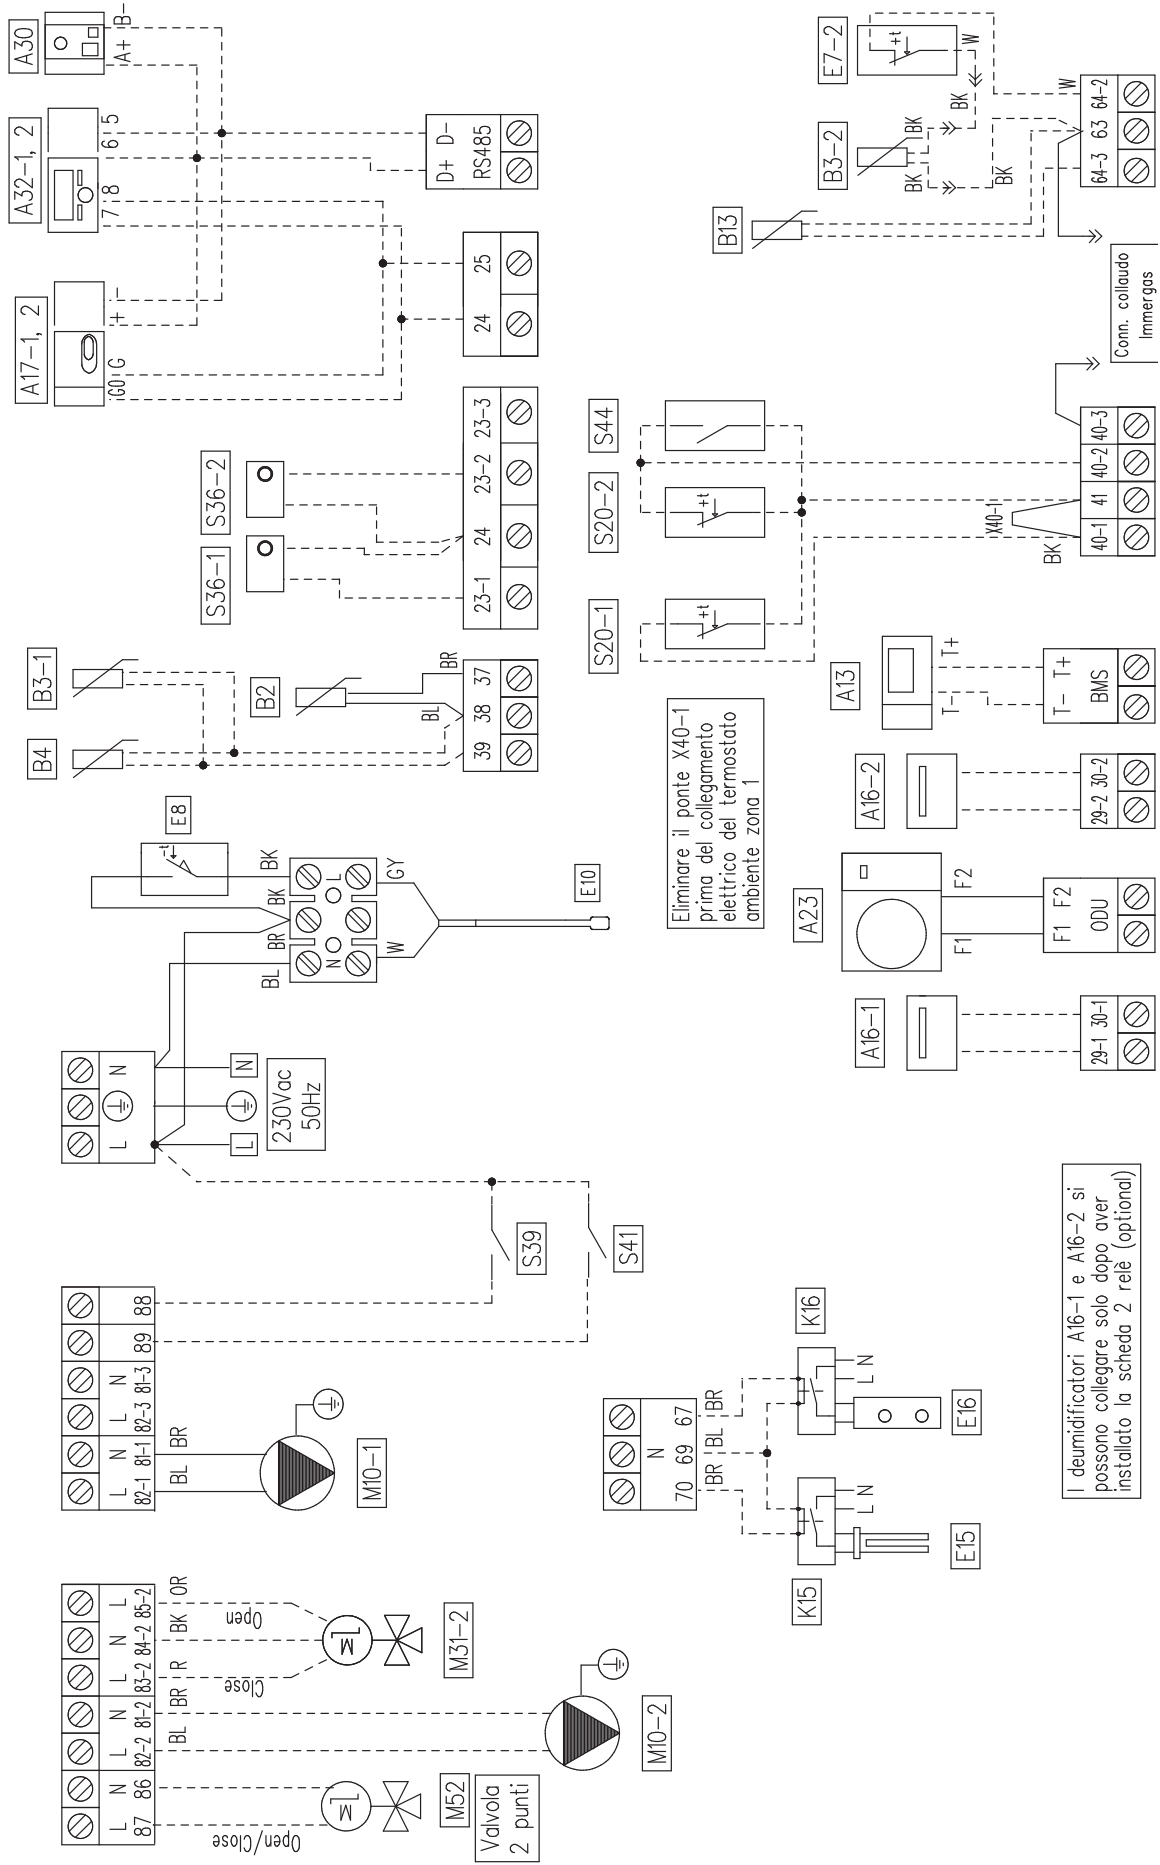 L N L N L N L
87 86 82-2 81-2 83-2 84-2 85-2
BL BR R BK OR
Open/Close
Close
Open
M52
Valvola
2 punti
M10-2
M31-2
L N L N
82-1 81-1 82-3 81-3 89 88
BL BR
M10-1
S39
S41
L N
L N
230Vac
50Hz
BL BR BK BK
N L
W GY
E8
E10
B4
B3-1
B2
BL BR
39 38 37
S36-1
S36-2
23-1 24 23-2 23-3
A17-1, 2
G0 G + -
A32-1, 2
7 8 6 5
A30
A+ B-
24 25
D+ D-
RS485
N
70 69 67
BR BL BR
K15
K16
L N
L N
E15
E16
Eliminare il ponte X40-1
prima del collegamento
elettrico del termostato
ambiente zona 1
S20-1
S20-2
S44
+t
+t
X40-1
BK
40-1 41 40-2 40-3
Conn. collaudo
Immergas
B13
B3-2
E7-2
+t
W
BK
BK
BK
BK
W
64-3 63 64-2
I deumidificatori A16-1 e A16-2 si
possono collegare solo dopo aver
installato la scheda 2 relè (optional)
A16-1
29-1 30-1
A23
F1 F2
F1 F2
ODU
A16-2
29-2 30-2
A13
T- T+
T- T+
BMS
-t
M
M